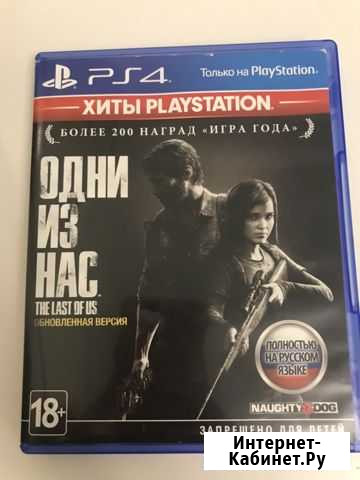 PS4
Только на PlayStation
ХИТЫ PLAYSTATION
БОЛЕЕ 200 НАГРАД «ИГРА ГОДА»
ОДНИ
ИЗ
НАС
THE LAST OF US
ОБНОВЛЕННАЯ ВЕРСИЯ
ПОЛНОСТЬЮ
НА РУССКОМ
ЯЗЫКЕ
NAUGHTY DOG
18+
ЗАПРЕЩЕНО ДЛЯ ДЕТЕЙ
Интернет-
Кабинет.Ру